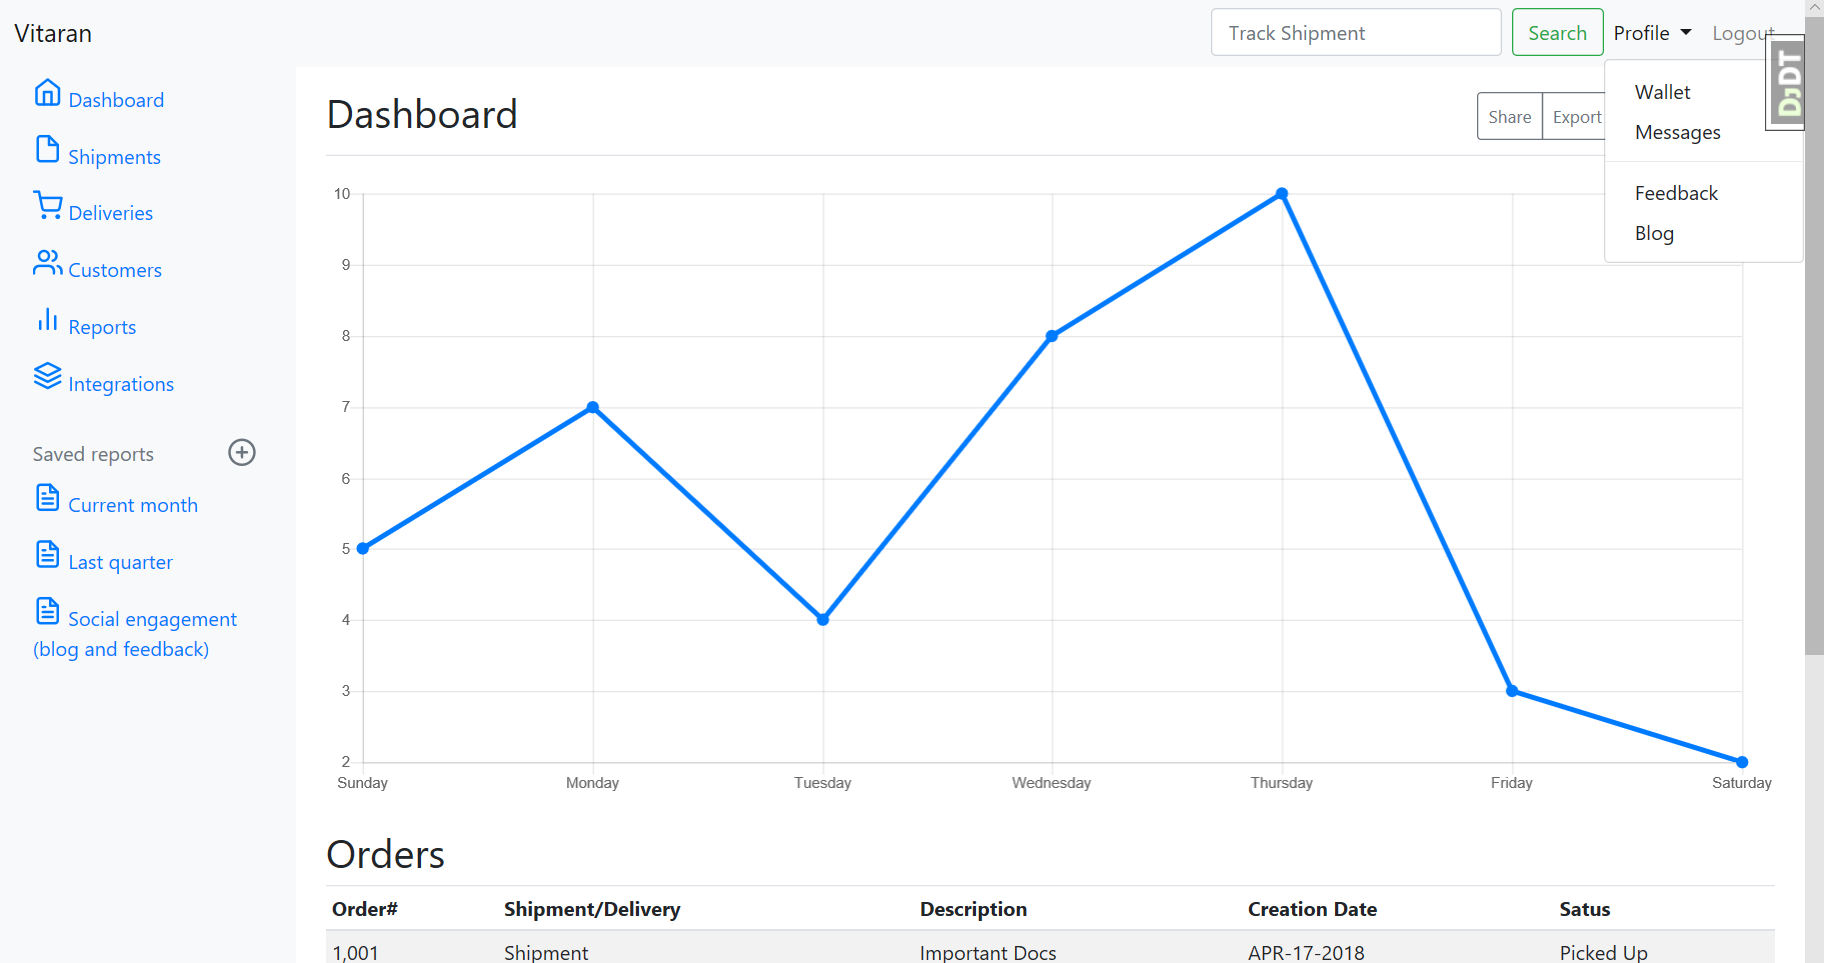 Vitaran
Track Shipment
Search
Profile
Logout
DJDT
Wallet
Messages
Feedback
Blog
Dashboard
Shipments
Deliveries
Customers
Reports
Integrations
Saved reports
Current month
Last quarter
Social engagement
(blog and feedback)
Dashboard
Share
Export
10
9
8
7
6
5
4
3
2
Sunday Monday Tuesday Wednesday Thursday Friday Saturday
Orders
Order# Shipment/Delivery Description Creation Date Satus
1,001 Shipment Important Docs APR-17-2018 Picked Up